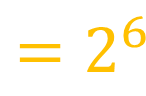 = 2⁶